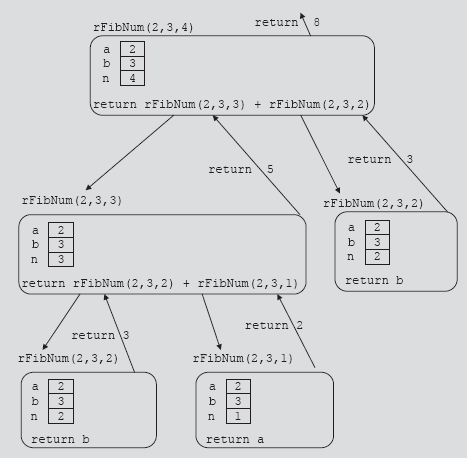 rFibNum(2,3,4)
return 8
a 2
b 3
n 4
return rFibNum(2,3,3) + rFibNum(2,3,2)
return 5
return 3
rFibNum(2,3,3)
a 2
b 3
n 3
return rFibNum(2,3,2) + rFibNum(2,3,1)
rFibNum(2,3,2)
a 2
b 3
n 2
return b
return 3
return 2
rFibNum(2,3,2)
a 2
b 3
n 2
return b
rFibNum(2,3,1)
a 2
b 3
n 1
return a